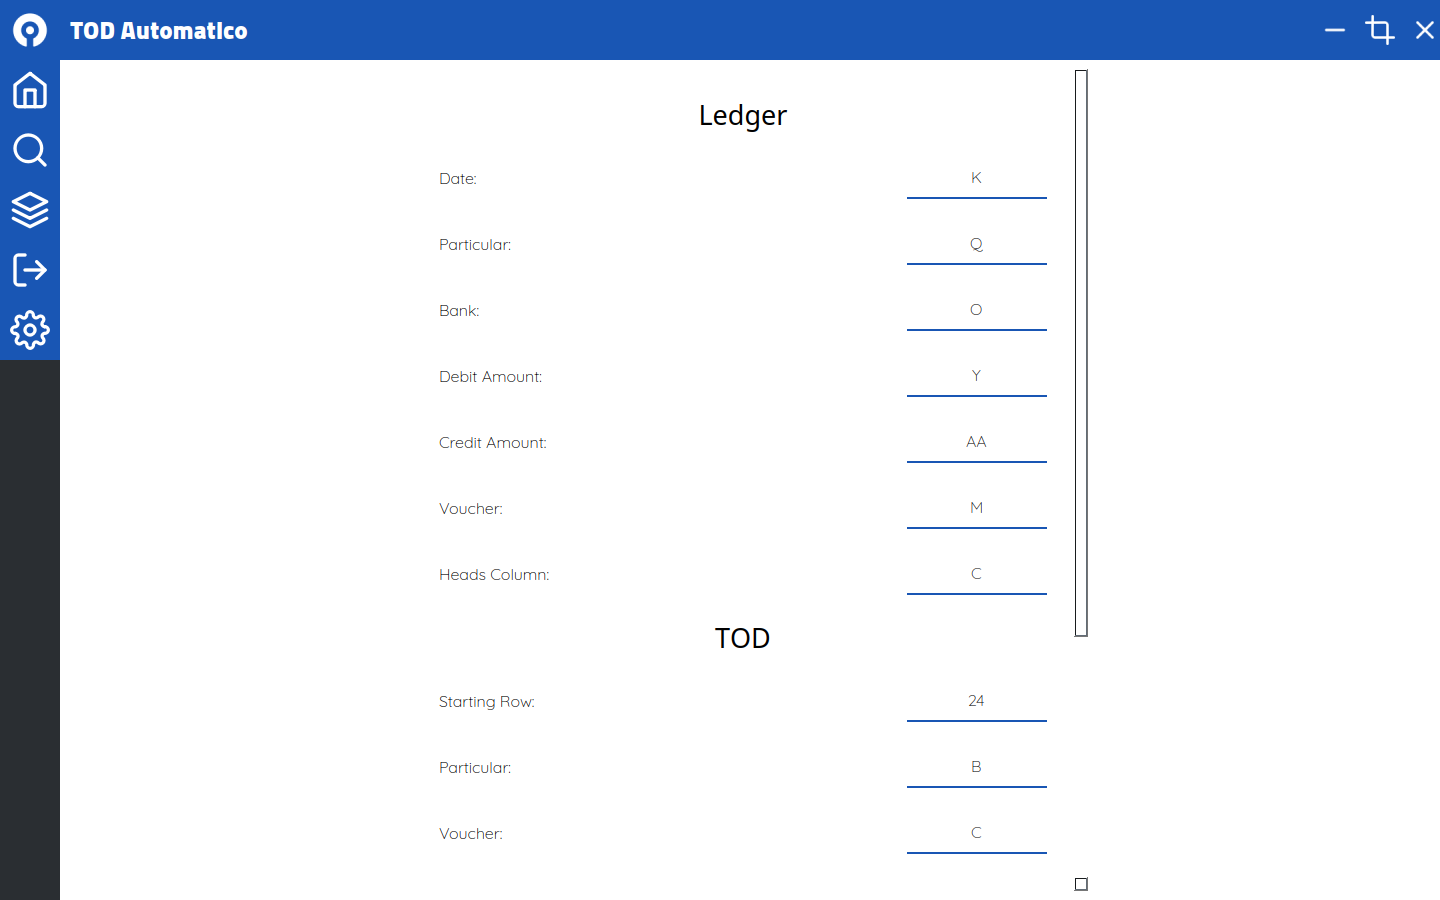 TOD Automatico
Ledger
Date: K
Particular: Q
Bank: O
Debit Amount: Y
Credit Amount: AA
Voucher: M
Heads Column: C
TOD
Starting Row: 24
Particular: B
Voucher: C